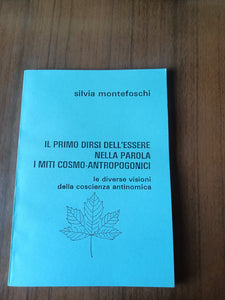 silvia montefoschi
IL PRIMO DIRSI DELL'ESSERE
NELLA PAROLA
I MITI COSMO-ANTROPOGONICI
le diverse visioni
della coscienza antinomica